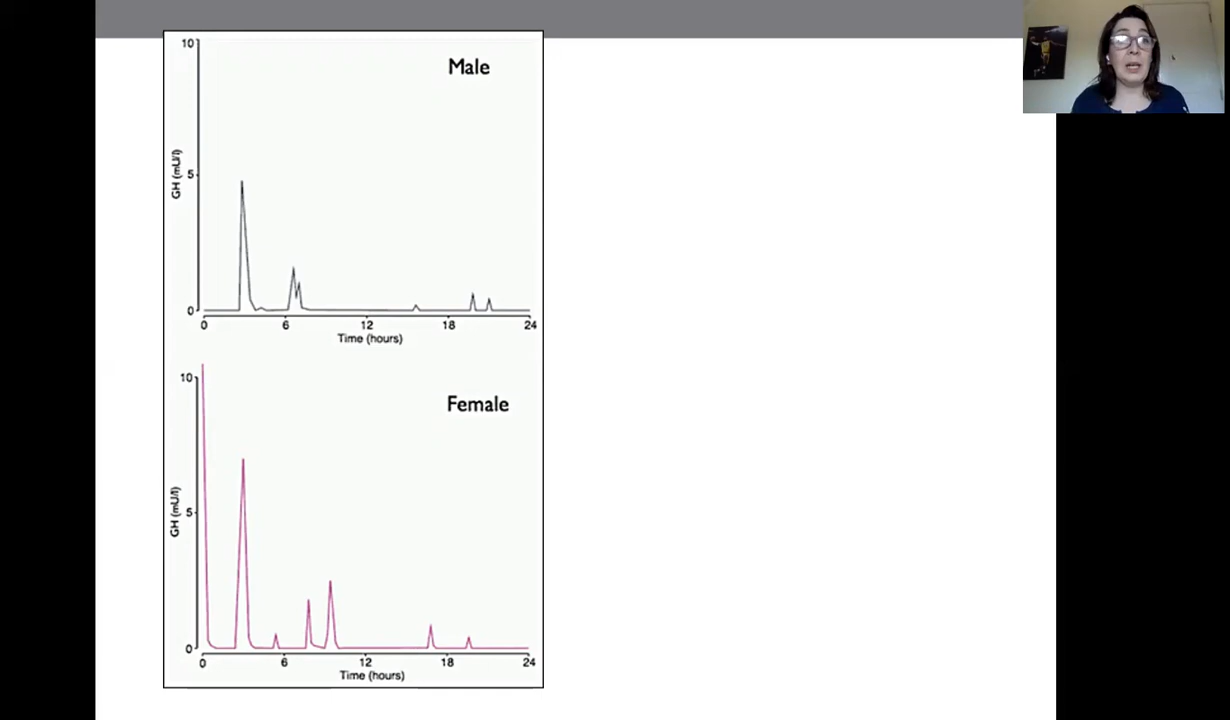 Male
10
5
0
GH (mU/l)
0 6 12 18 24
Time (hours)
Female
10
5
0
GH (mU/l)
0 6 12 18 24
Time (hours)